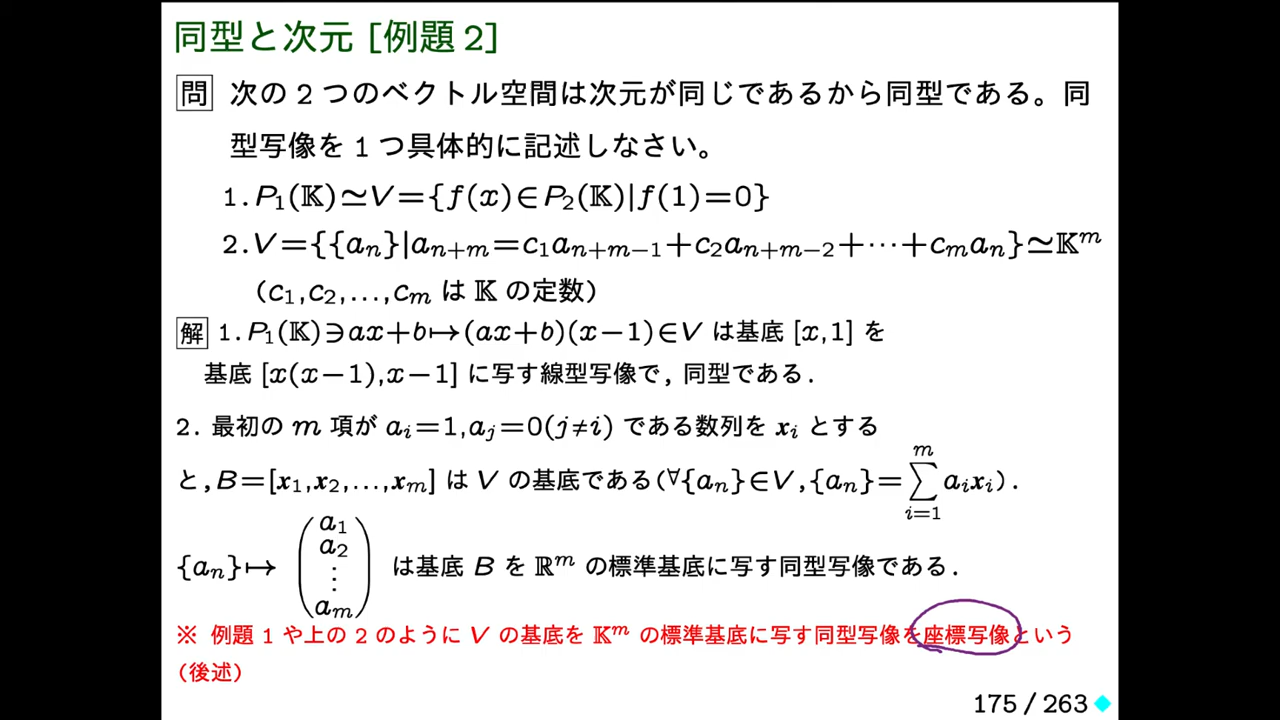 同型と次元 [例題 2]
問 次の 2 つのベクトル空間は次元が同じであるから同型である。同
型写像を 1 つ具体的に記述しなさい。
1. P₁(𝕂)≃V={f(x)∈P₂(𝕂)|f(1)=0}
2. V={{aₙ}|aₙ₊ₘ=c₁aₙ₊ₘ₋₁+c₂aₙ₊ₘ₋₂+⋯+cₘaₙ}≃𝕂ᵐ
(c₁,c₂,…,cₘ は 𝕂 の定数)
解 1. P₁(𝕂)∋ax+b↦(ax+b)(x−1)∈V は基底 [x,1] を
基底 [x(x−1),x−1] に写す線型写像で, 同型である.
2. 最初の m 項が aᵢ=1,aⱼ=0(j≠i) である数列を 𝒙ᵢ とする
と, B=[𝒙₁,𝒙₂,…,𝒙ₘ] は V の基底である(∀{aₙ}∈V,{aₙ}=∑_{i=1}^{m} aᵢ𝒙ᵢ).
{aₙ}↦ (a₁ a₂ ⋮ aₘ) は基底 B を ℝᵐ の標準基底に写す同型写像である.
※ 例題 1 や上の 2 のように V の基底を 𝕂ᵐ の標準基底に写す同型写像を座標写像という
(後述)
175 / 263